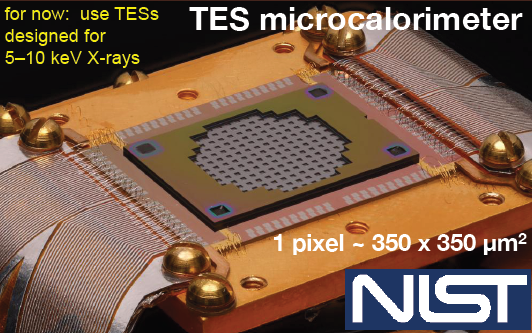 for now: use TESs
designed for
5–10 keV X-rays
TES microcalorimeter
1 pixel ~ 350 x 350 μm²
NIST